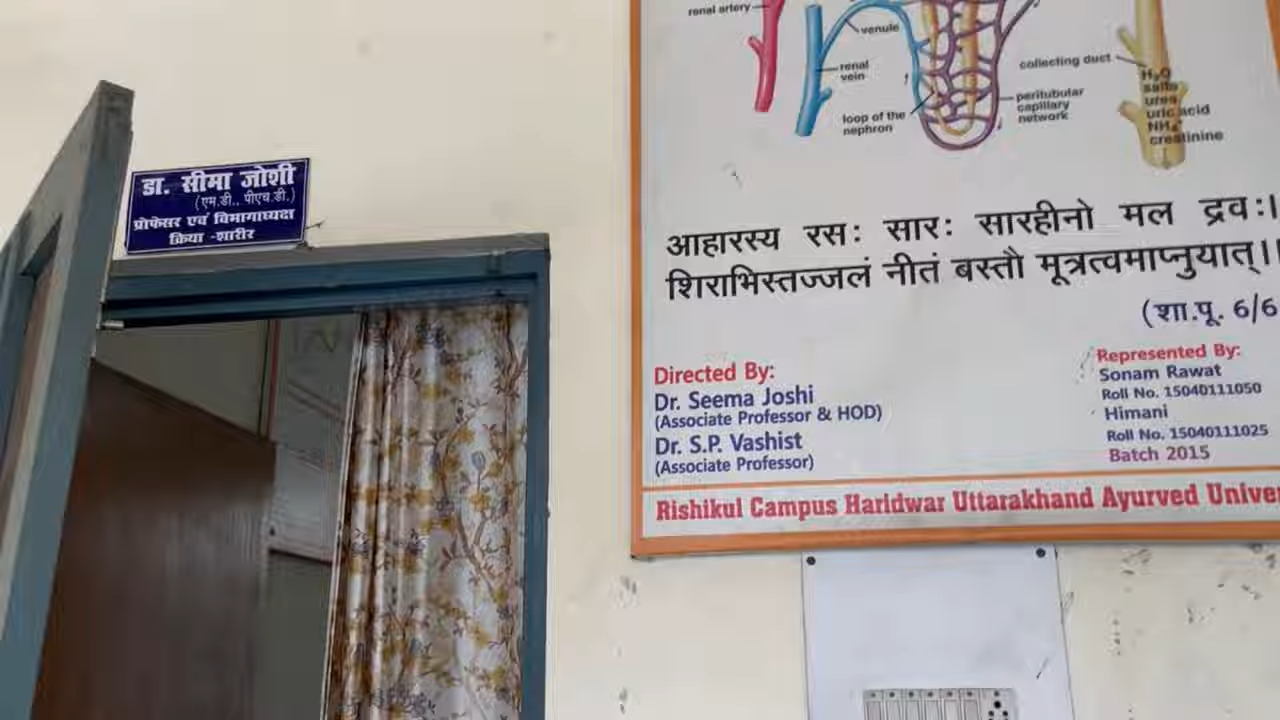 डा. सीमा जोशी
(एम.डी., पीएच.डी.)
प्रोफेसर एवं विभागाध्यक्षा
क्रिया -शारीर
renal artery
venule
renal
vein
loop of the
nephron
collecting duct
peritubular
capillary
network
H₂O
salts
urea
uric acid
NH₄⁺
creatinine
आहारस्य रसः सारः सारहीनो मल द्रवः।
शिराभिस्तज्जलं नीतं बस्तौ मूत्रत्वमाप्नुयात्।।
(शा.पू. 6/6
Directed By:
Dr. Seema Joshi
(Associate Professor & HOD)
Dr. S.P. Vashist
(Associate Professor)
Represented By:
Sonam Rawat
Roll No. 15040111050
Himani
Roll No. 15040111025
Batch 2015
Rishikul Campus Haridwar Uttarakhand Ayurved Univer